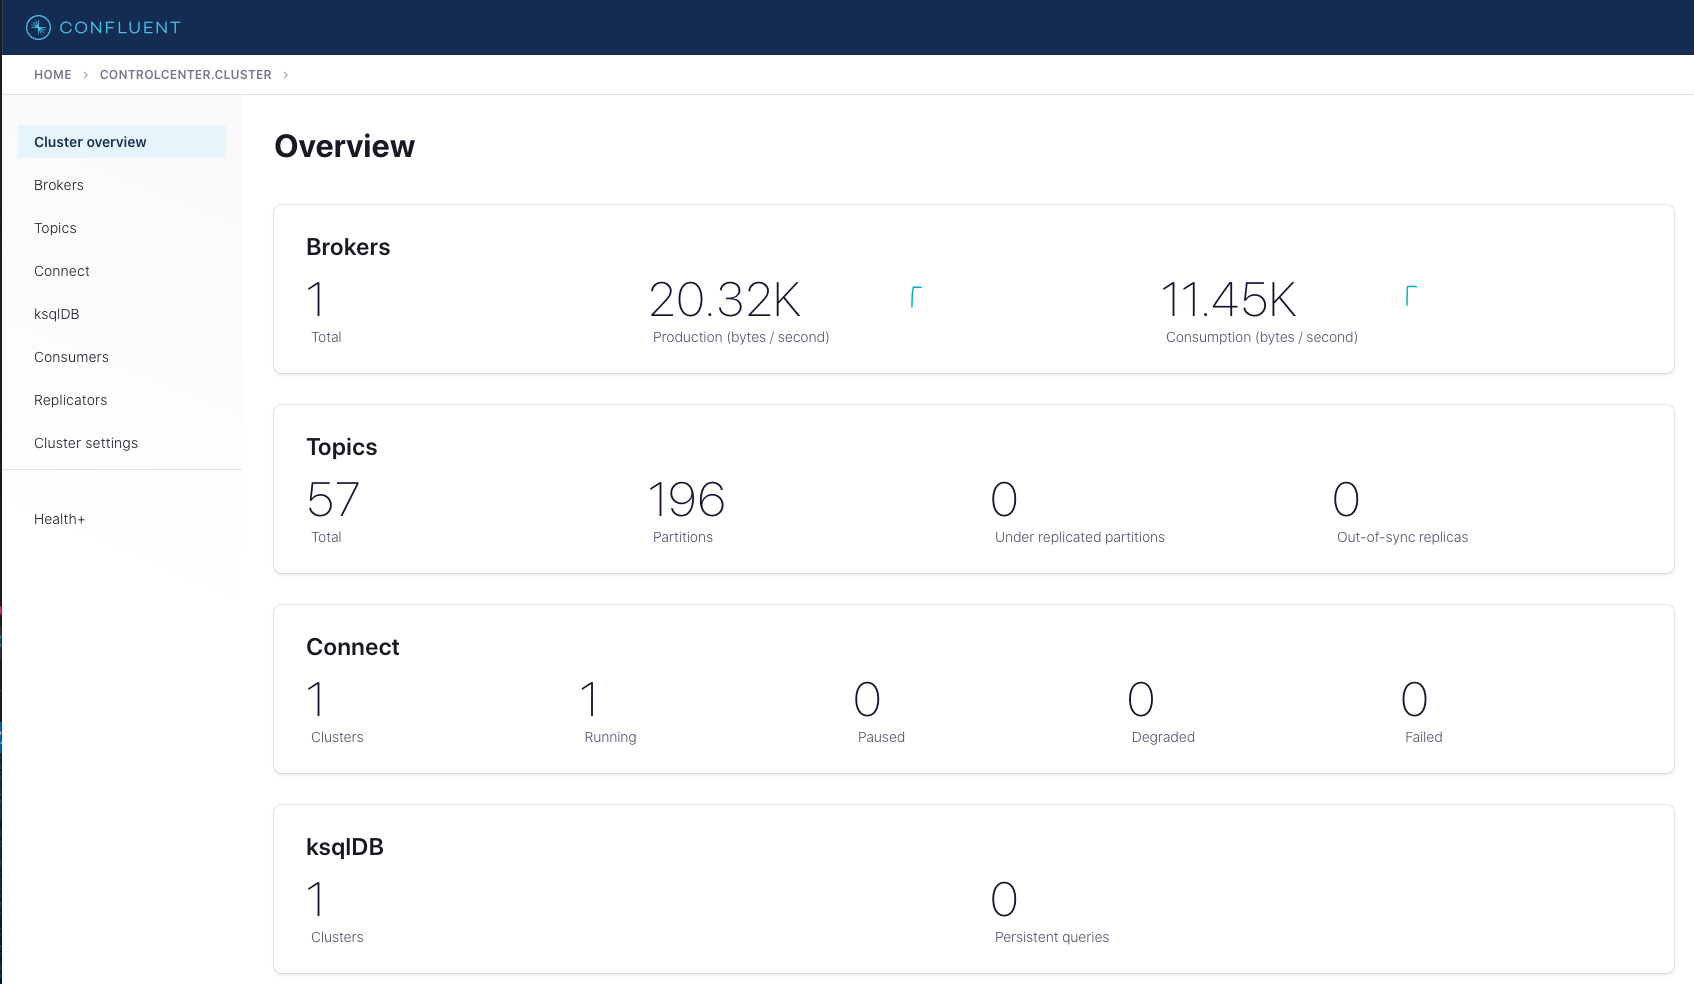 CONFLUENT
HOME > CONTROLCENTER.CLUSTER >
Cluster overview
Brokers
Topics
Connect
ksqlDB
Consumers
Replicators
Cluster settings
Health+
Overview
Brokers
1 20.32K 11.45K
Total Production (bytes / second) Consumption (bytes / second)
Topics
57 196 0 0
Total Partitions Under replicated partitions Out-of-sync replicas
Connect
1 1 0 0 0
Clusters Running Paused Degraded Failed
ksqlDB
1 0
Clusters Persistent queries